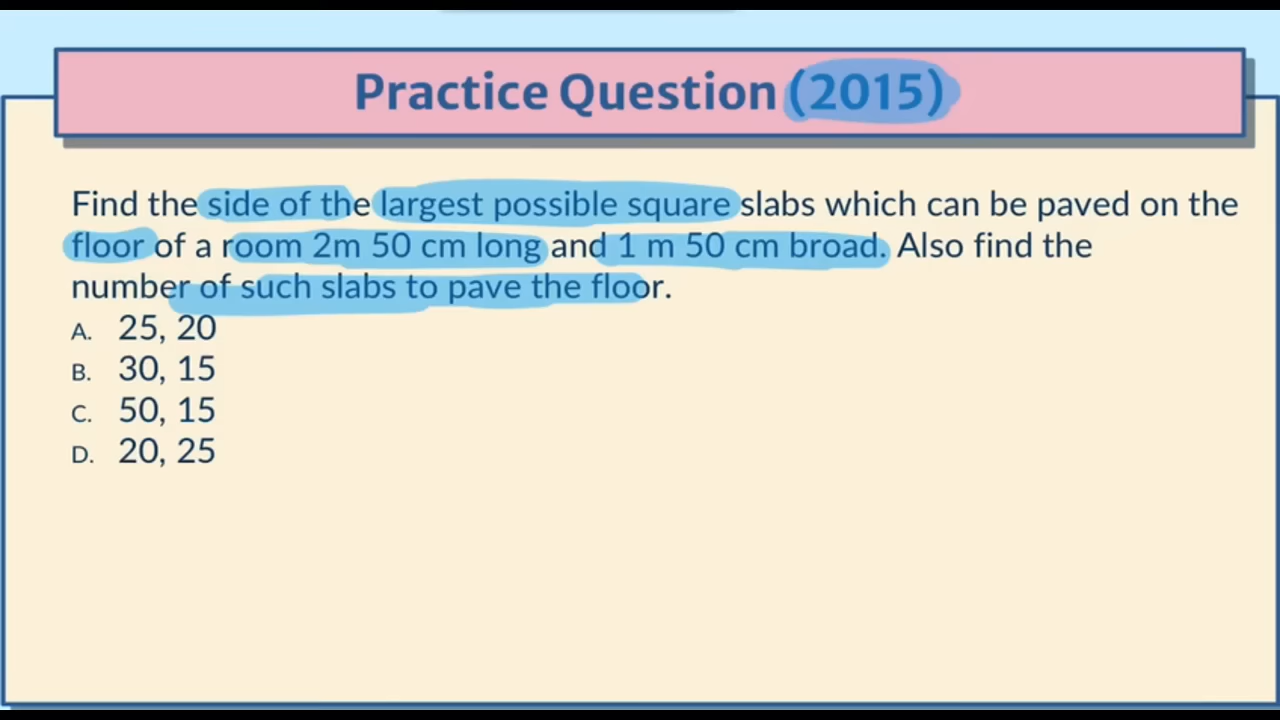 Practice Question (2015)
Find the side of the largest possible square slabs which can be paved on the
floor of a room 2m 50 cm long and 1 m 50 cm broad. Also find the
number of such slabs to pave the floor.
A. 25, 20
B. 30, 15
C. 50, 15
D. 20, 25